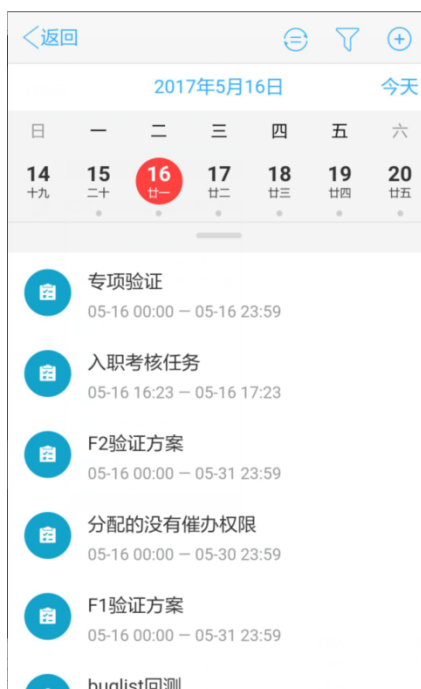 返回
2017年5月16日 今天
日 一 二 三 四 五 六
14 15 16 17 18 19 20
十九 二十 廿一 廿二 廿三 廿四 廿五
专项验证
05-16 00:00 — 05-16 23:59
入职考核任务
05-16 16:23 — 05-16 17:23
F2验证方案
05-16 00:00 — 05-31 23:59
分配的没有催办权限
05-16 00:00 — 05-30 23:59
F1验证方案
05-16 00:00 — 05-31 23:59
buglist回测